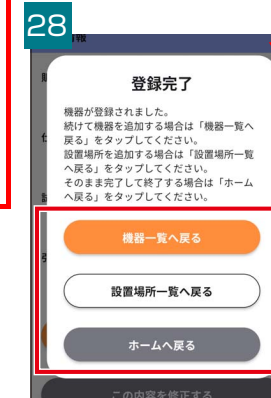 28
情報
登録完了
機器が登録されました。
続けて機器を追加する場合は「機器一覧へ
戻る」をタップしてください。
設置場所を追加する場合は「設置場所一覧
へ戻る」をタップしてください。
そのまま完了して終了する場合は「ホーム
へ戻る」をタップしてください。
機器一覧へ戻る
設置場所一覧へ戻る
ホームへ戻る
この内容を修正する